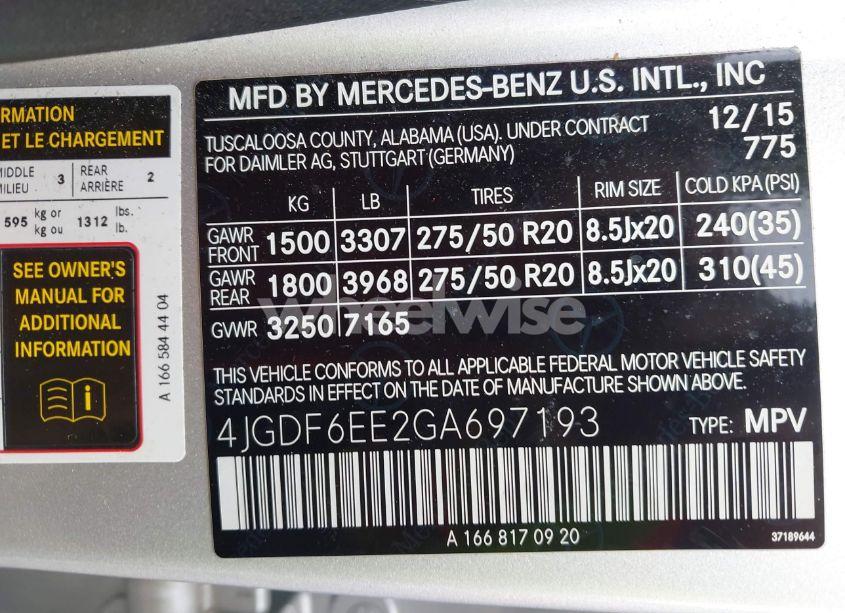 RMATION
ET LE CHARGEMENT
MIDDLE
MILIEU 3 REAR
ARRIÈRE 2
595 kg or
kg ou 1312 lbs.
lb.
SEE OWNER'S
MANUAL FOR
ADDITIONAL
INFORMATION
i
A 166 584 44 04
MFD BY MERCEDES-BENZ U.S. INTL., INC
TUSCALOOSA COUNTY, ALABAMA (USA). UNDER CONTRACT 12/15
FOR DAIMLER AG, STUTTGART (GERMANY) 775
KG LB TIRES RIM SIZE COLD KPA (PSI)
GAWR
FRONT 1500 3307 275/50 R20 8.5Jx20 240(35)
GAWR
REAR 1800 3968 275/50 R20 8.5Jx20 310(45)
GVWR 3250 7165
wheelwise
THIS VEHICLE CONFORMS TO ALL APPLICABLE FEDERAL MOTOR VEHICLE SAFETY
STANDARDS IN EFFECT ON THE DATE OF MANUFACTURE SHOWN ABOVE.
4JGDF6EE2GA697193 TYPE: MPV
A 166 817 09 20
37189644